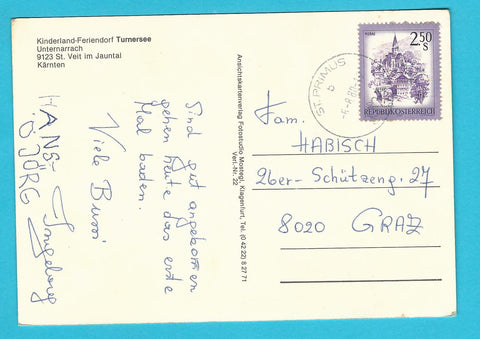 Kinderland-Feriendorf Turnersee
Unternarrach
9123 St. Veit im Jauntal
Kärnten
Sind gut angekommen
gehen heute das erste
Mal baden.
Viele Bussi
Ingeborg
HANS-
JÖRG
Ansichtskartenverlag Fotostudio Mostegl, Klagenfurt, Tel. (0 42 22) 8 27 71
Verl.-Nr. 22
ST. PRIMUS
2.50
S
REPUBLIK ÖSTERREICH
Fam.
HABISCH
26er-Schützeng. 27
8020 GRAZ